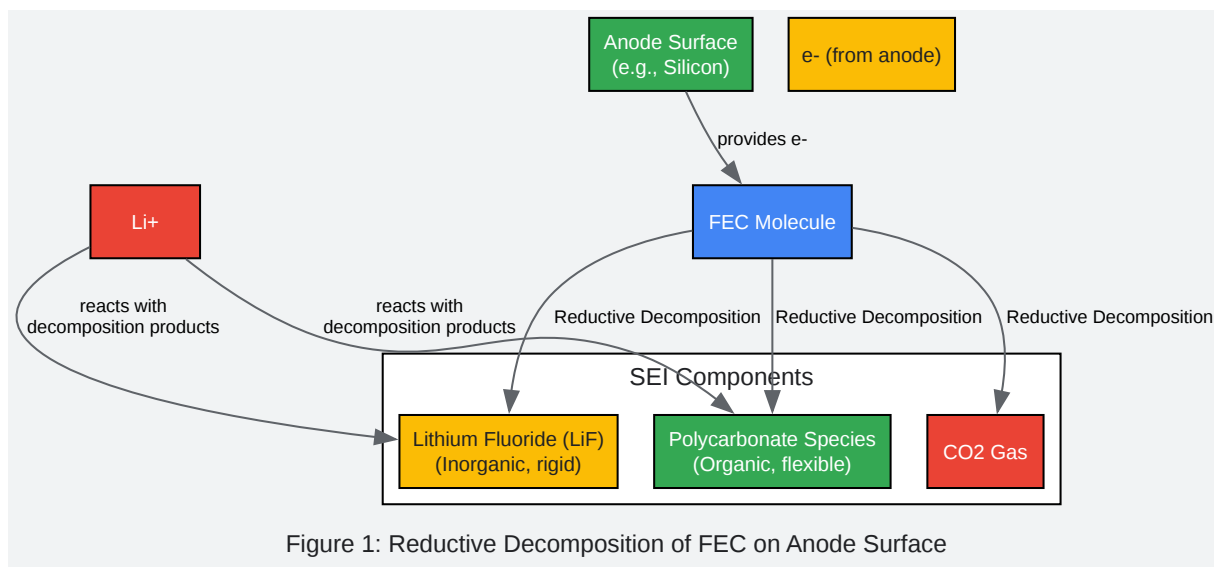 Anode Surface
(e.g., Silicon)
e- (from anode)
provides e-
Li+
FEC Molecule
reacts with
decomposition products
reacts with
decomposition products
Reductive Decomposition
Reductive Decomposition
Reductive Decomposition
SEI Components
Lithium Fluoride (LiF)
(Inorganic, rigid)
Polycarbonate Species
(Organic, flexible)
CO2 Gas
Figure 1: Reductive Decomposition of FEC on Anode Surface